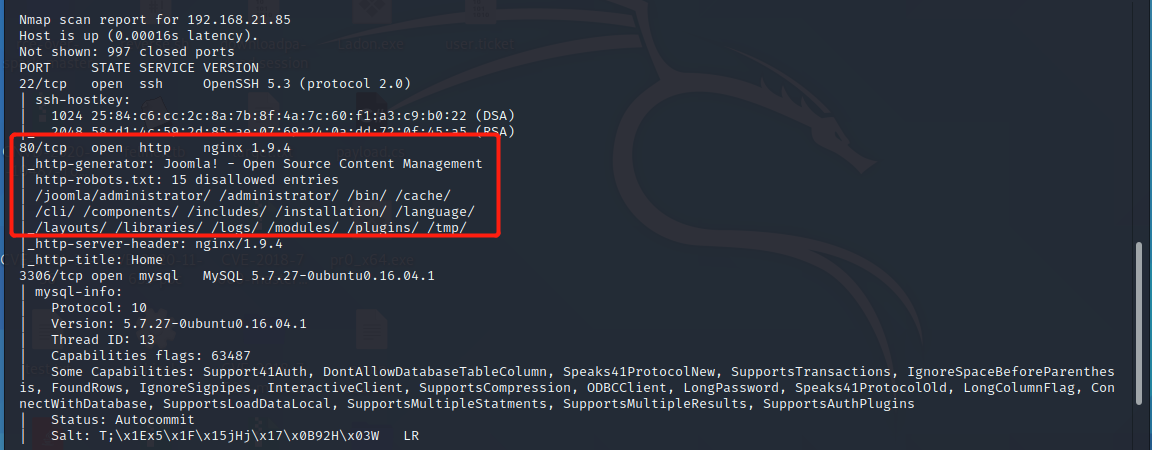 Nmap scan report for 192.168.21.85
Host is up (0.00016s latency).
Not shown: 997 closed ports
PORT     STATE SERVICE VERSION
22/tcp   open  ssh     OpenSSH 5.3 (protocol 2.0)
| ssh-hostkey:
|   1024 25:84:c6:cc:2c:8a:7b:8f:4a:7c:60:f1:a3:c9:b0:22 (DSA)
|_  2048 58:d1:4c:59:2d:85:ae:07:69:24:0a:dd:72:0f:45:a5 (RSA)
80/tcp   open  http    nginx 1.9.4
|_http-generator: Joomla! - Open Source Content Management
| http-robots.txt: 15 disallowed entries
| /joomla/administrator/ /administrator/ /bin/ /cache/
| /cli/ /components/ /includes/ /installation/ /language/
|_/layouts/ /libraries/ /logs/ /modules/ /plugins/ /tmp/
|_http-server-header: nginx/1.9.4
|_http-title: Home
3306/tcp open  mysql   MySQL 5.7.27-0ubuntu0.16.04.1
| mysql-info:
|   Protocol: 10
|   Version: 5.7.27-0ubuntu0.16.04.1
|   Thread ID: 13
|   Capabilities flags: 63487
|   Some Capabilities: Support41Auth, DontAllowDatabaseTableColumn, Speaks41ProtocolNew, SupportsTransactions, IgnoreSpaceBeforeParenthes
is, FoundRows, IgnoreSigpipes, InteractiveClient, SupportsCompression, ODBCClient, LongPassword, Speaks41ProtocolOld, LongColumnFlag, Con
nectWithDatabase, SupportsLoadDataLocal, SupportsMultipleStatments, SupportsMultipleResults, SupportsAuthPlugins
|   Status: Autocommit
|   Salt: T;\x1Ex5\x1F\x15jHj\x17\x0B92H\x03W   LR